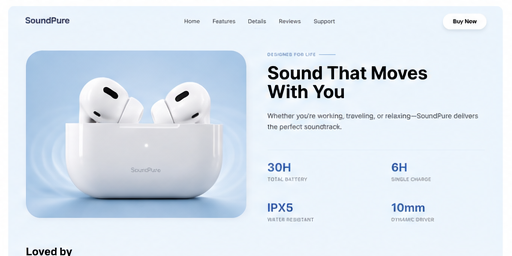 SoundPure
Home
Features
Details
Reviews
Support
Buy Now
SoundPure
DESIGNED FOR LIFE
Sound That Moves
With You
Whether you're working, traveling, or relaxing—SoundPure delivers
the perfect soundtrack.
30H
TOTAL BATTERY
6H
SINGLE CHARGE
IPX5
WATER RESISTANT
10mm
DYNAMIC DRIVER
Loved by